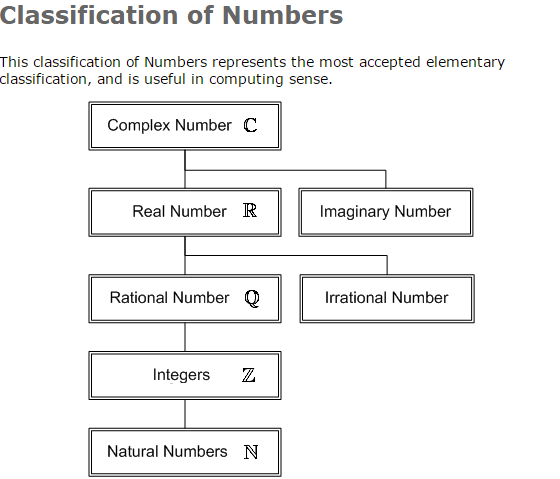 Classification of Numbers
This classification of Numbers represents the most accepted elementary
classification, and is useful in computing sense.
Complex Number ℂ
Real Number ℝ
Imaginary Number
Rational Number ℚ
Irrational Number
Integers ℤ
Natural Numbers ℕ